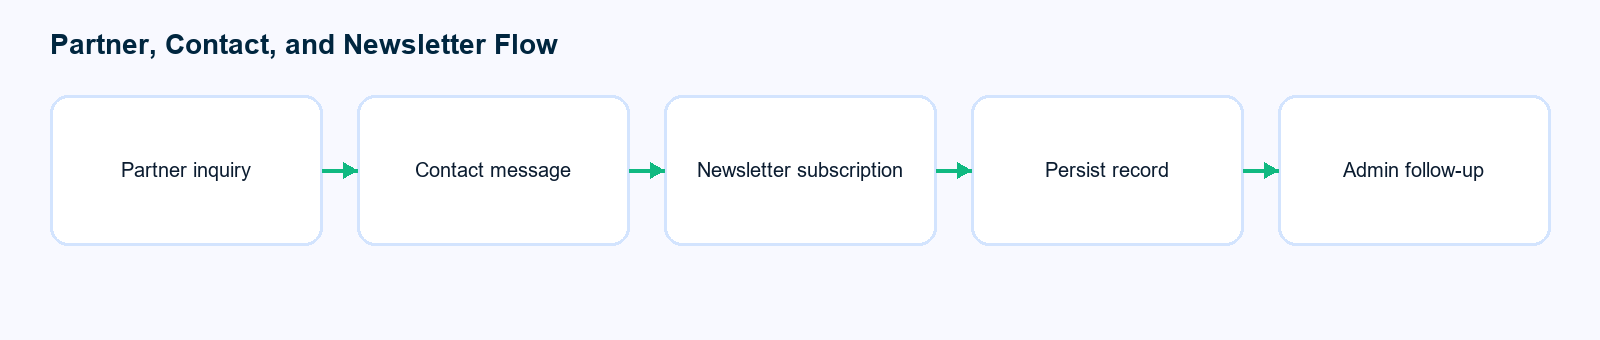 Partner, Contact, and Newsletter Flow
Partner inquiry
Contact message
Newsletter subscription
Persist record
Admin follow-up